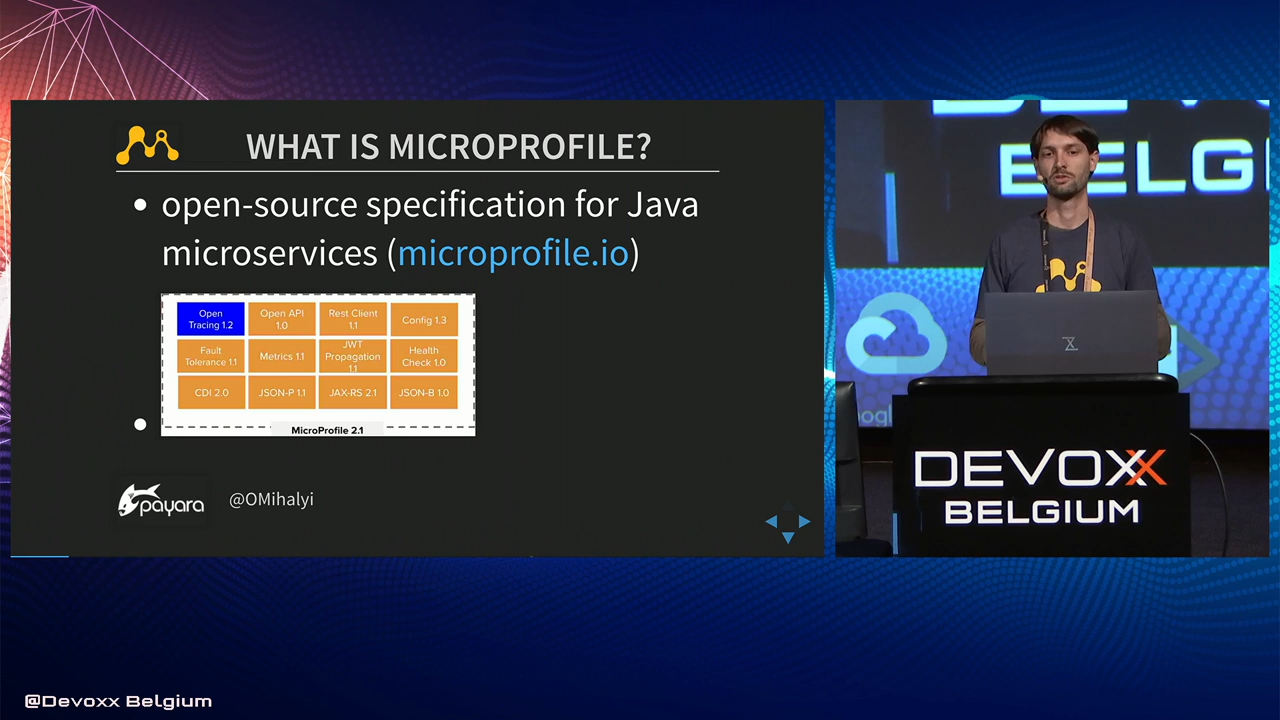 WHAT IS MICROPROFILE?
open-source specification for Java
microservices (microprofile.io)
Open
Tracing 1.2
Open API
1.0
Rest Client
1.1
Config 1.3
Fault
Tolerance 1.1
Metrics 1.1
JWT
Propagation
1.1
Health
Check 1.0
CDI 2.0
JSON-P 1.1
JAX-RS 2.1
JSON-B 1.0
MicroProfile 2.1
payara
@OMihalyi
BELG
DEVOXX
BELGIUM
@Devoxx Belgium